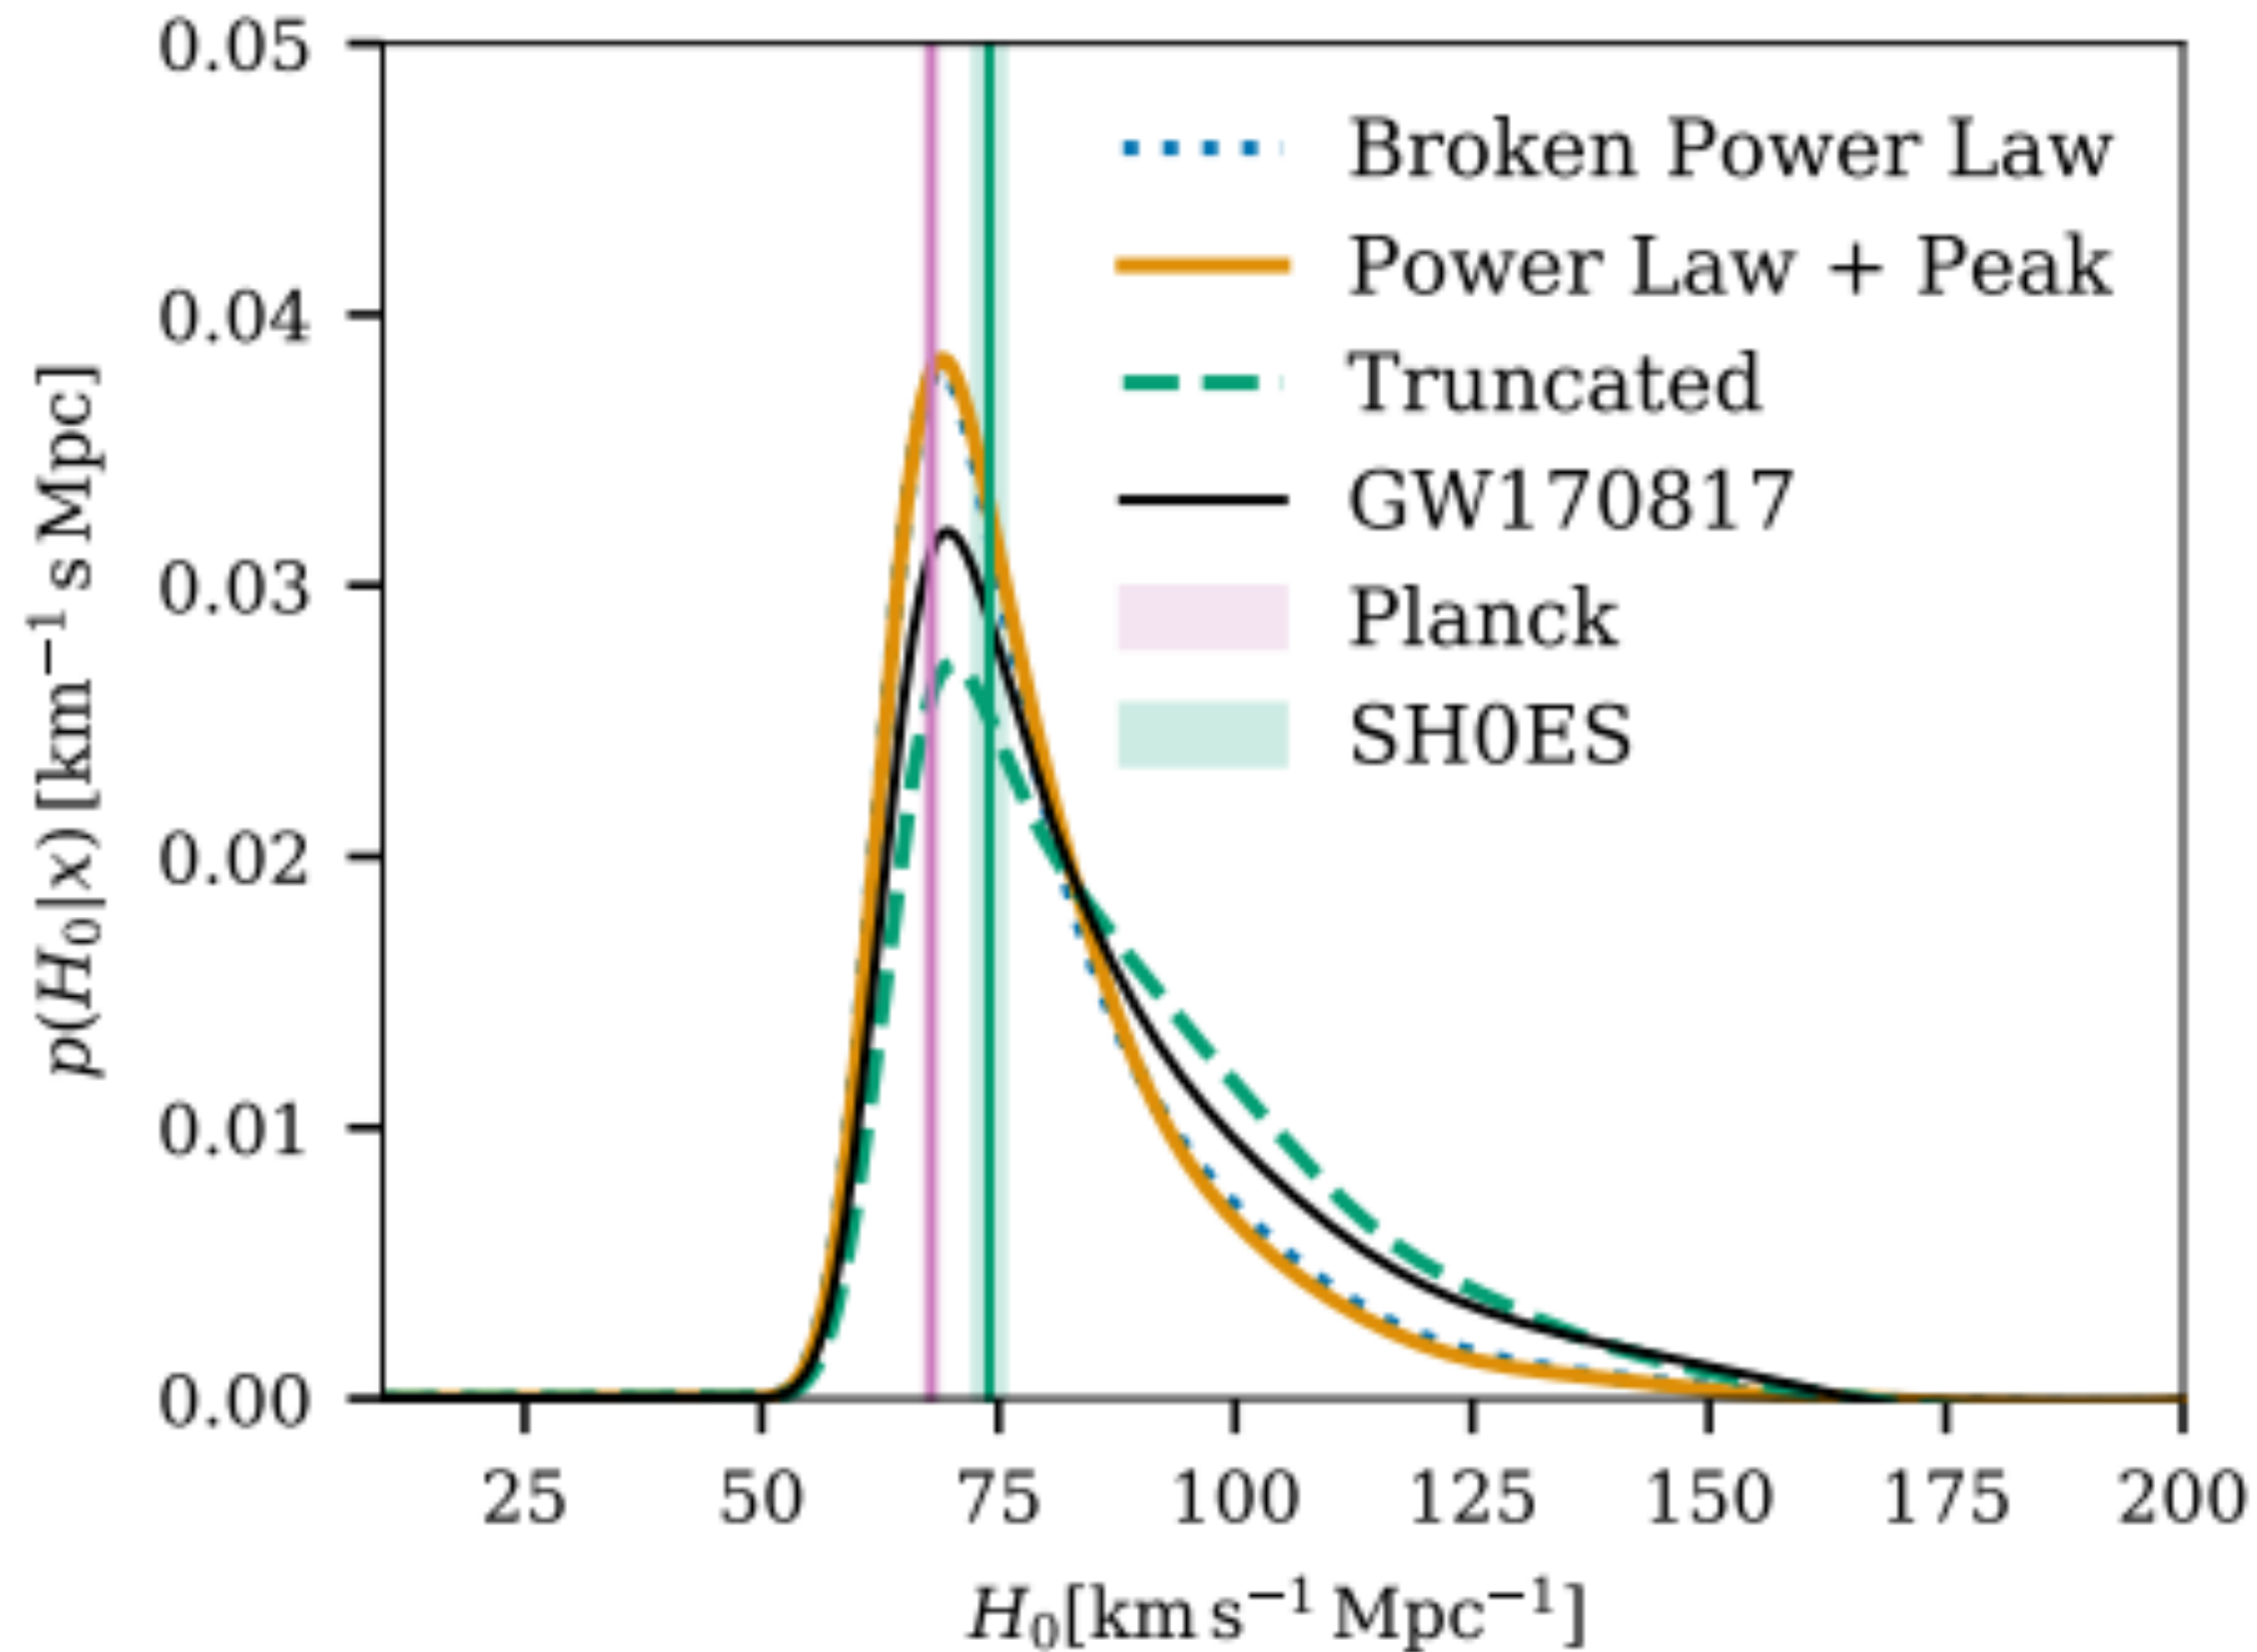 0.05
0.04
0.03
0.02
0.01
0.00
p(H₀|x) [km⁻¹ s Mpc]
Broken Power Law
Power Law + Peak
Truncated
GW170817
Planck
SH0ES
25 50 75 100 125 150 175 200
H₀[km s⁻¹ Mpc⁻¹]